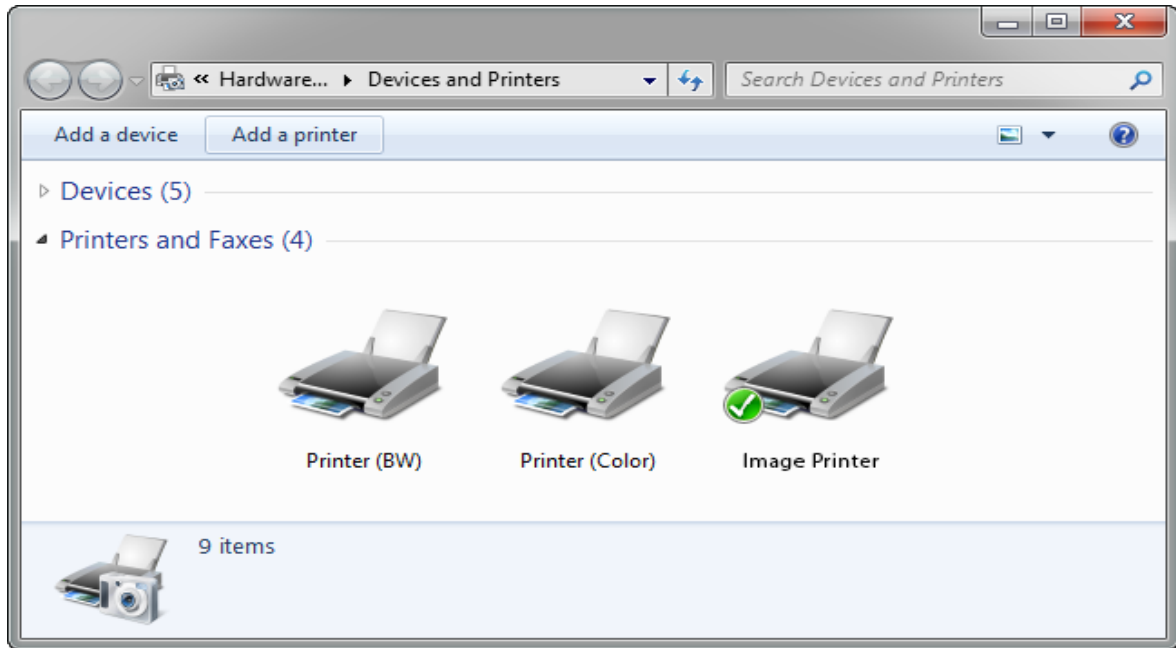 « Hardware... ▸ Devices and Printers
Search Devices and Printers
Add a device Add a printer
Devices (5)
Printers and Faxes (4)
Printer (BW) Printer (Color) Image Printer
9 items